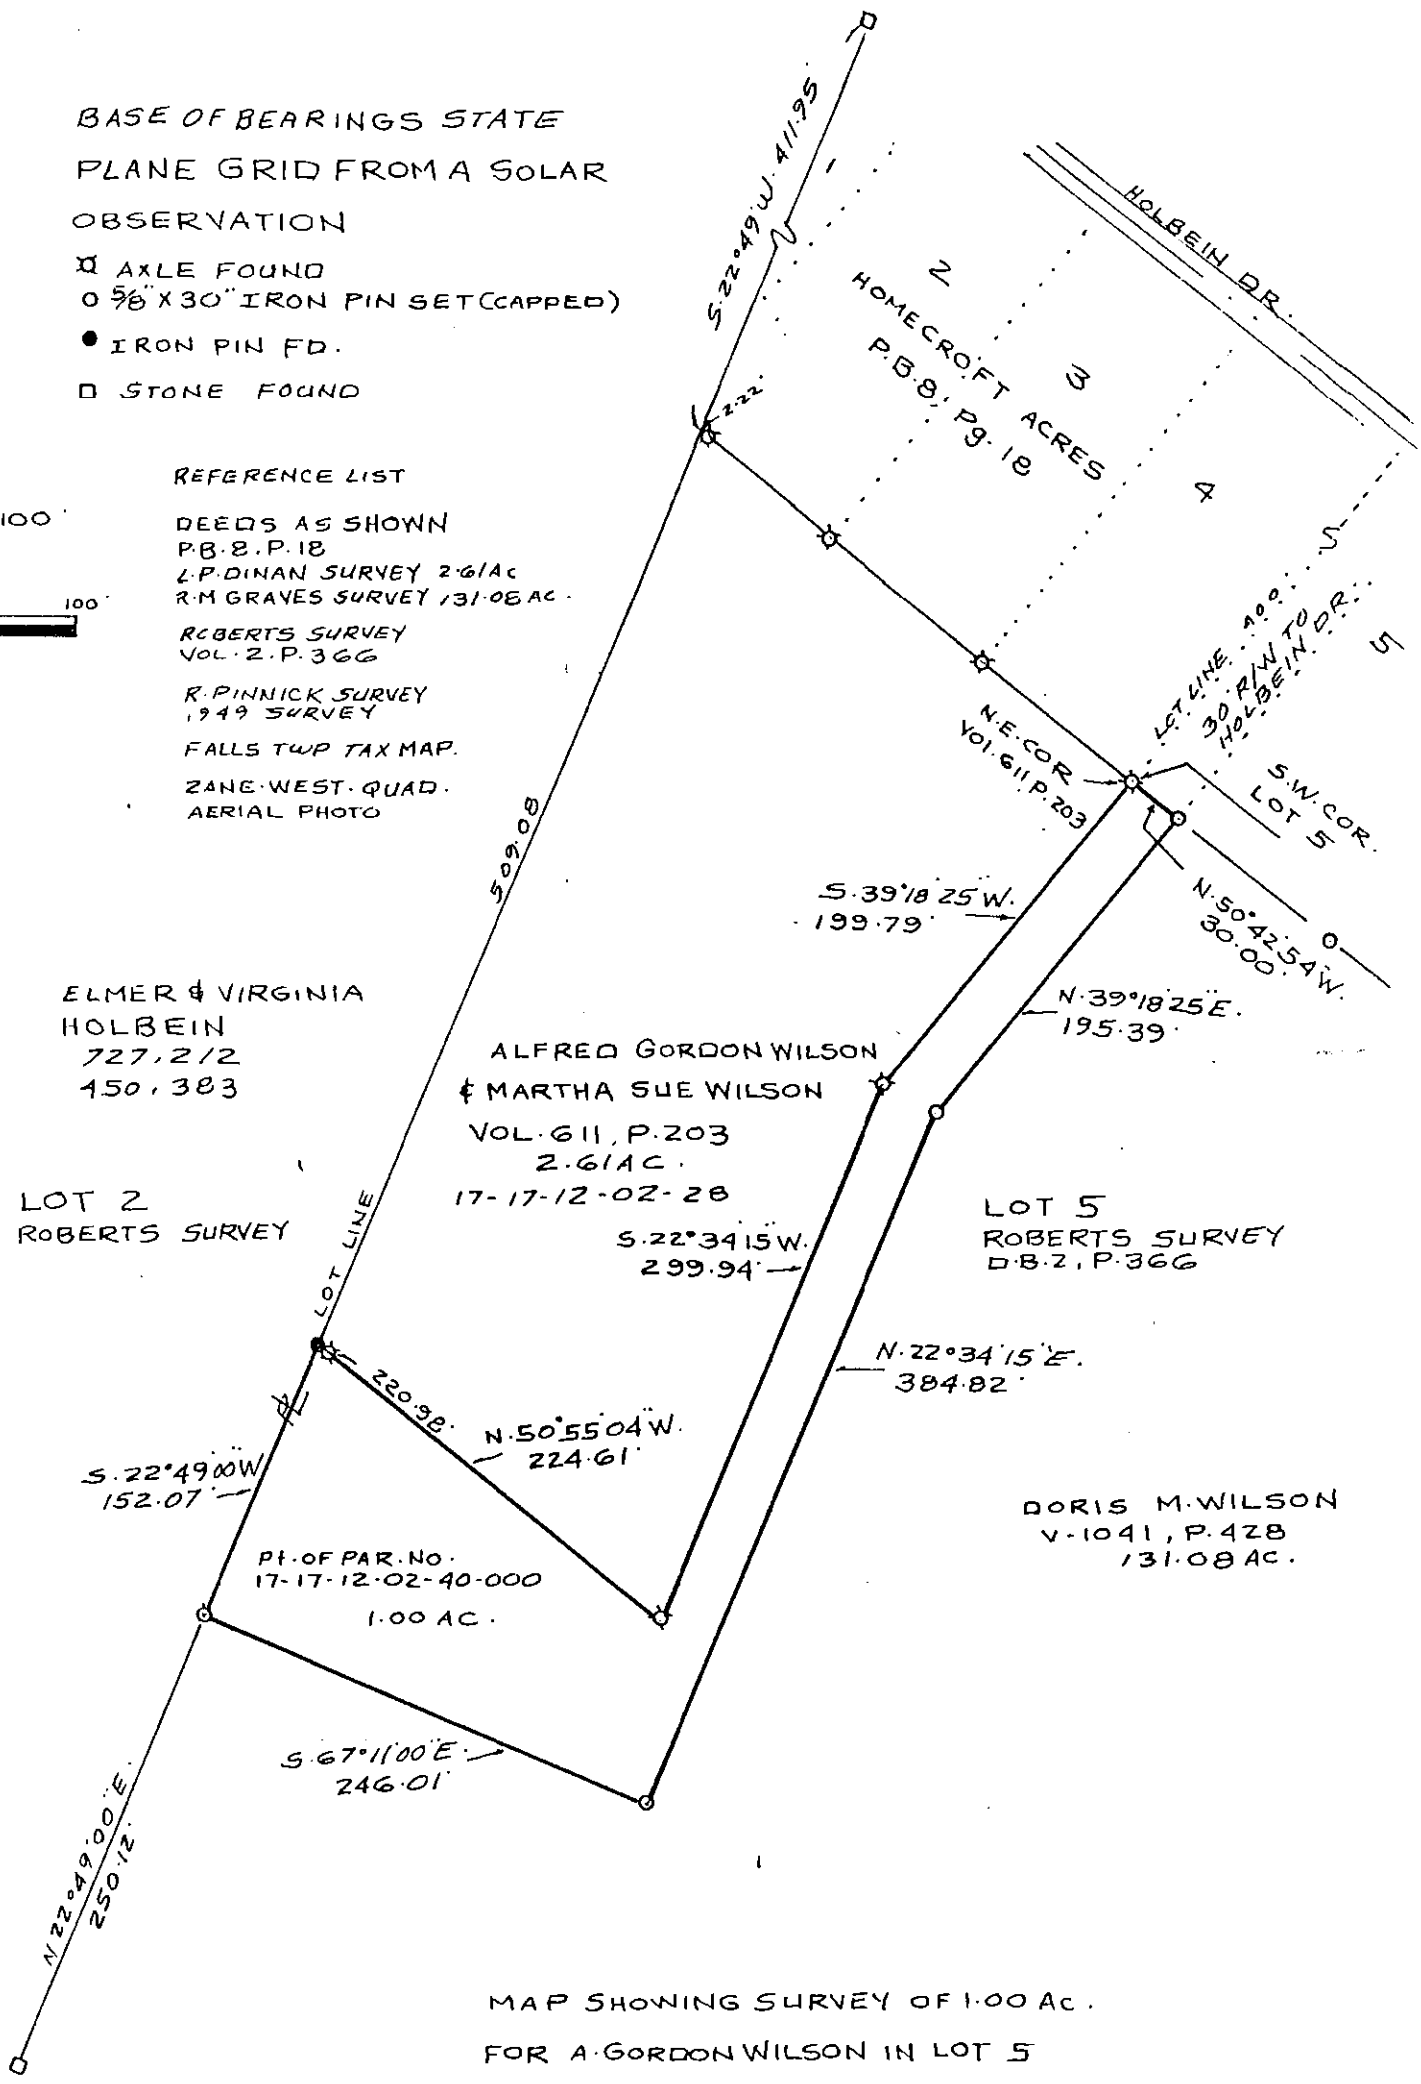 BASE OF BEARINGS STATE
PLANE GRID FROM A SOLAR
OBSERVATION
AXLE FOUND
5/8" X 30" IRON PIN SET (CAPPED)
IRON PIN FD.
STONE FOUND
REFERENCE LIST
DEEDS AS SHOWN
P.B.8.P.18
L.P.DINAN SURVEY 2.61Ac
R.M GRAVES SURVEY 131.08 AC.
ROBERTS SURVEY
VOL.2.P.366
R.PINNICK SURVEY
1949 SURVEY
FALLS TWP TAX MAP.
ZANE.WEST.QUAD.
AERIAL PHOTO
100'
100'
S.22°49'W. 411.95
1
2.22'
HOLBEIN DR.
2
HOMECROFT ACRES
P.B.8, Pg.18
3
4
5
LOT LINE
30' R/W TO
HOLBEIN DR.
5
N.E.COR
VOL.611, P.203
S.W.COR.
LOT 5
N.50°42'54"W.
30.00'
S.39°18'25"W.
199.79'
N.39°18'25"E.
195.39'
509.08
LOT LINE
ELMER & VIRGINIA
HOLBEIN
727,212
450,383
ALFRED GORDON WILSON
& MARTHA SUE WILSON
VOL.611, P.203
2.61AC.
17-17-12-02-28
LOT 2
ROBERTS SURVEY
S.22°34'15"W.
299.94'
LOT 5
ROBERTS SURVEY
D.B.2, P.366
N.22°34'15"E.
384.82'
220.98'
N.50°55'04"W.
224.61'
S.22°49'00"W
152.07'
DORIS M.WILSON
V-1041, P.428
131.08 AC.
Pt.OF PAR.NO.
17-17-12-02-40-000
1.00 AC.
S.67°11'00"E.
246.01'
N 22°49'00"E.
250.12'
MAP SHOWING SURVEY OF 1.00 Ac.
FOR A.GORDON WILSON IN LOT 5